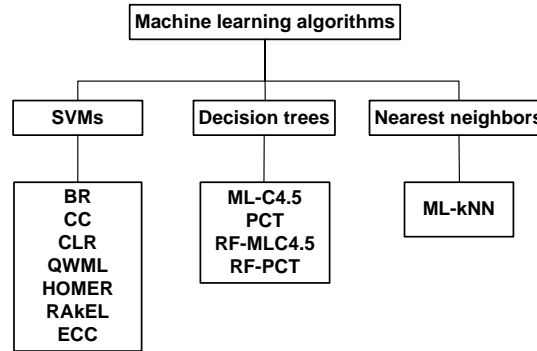 Machine learning algorithms
SVMs
Decision trees
Nearest neighbors
BR
CC
CLR
QWML
HOMER
RAkEL
ECC
ML-C4.5
PCT
RF-MLC4.5
RF-PCT
ML-kNN